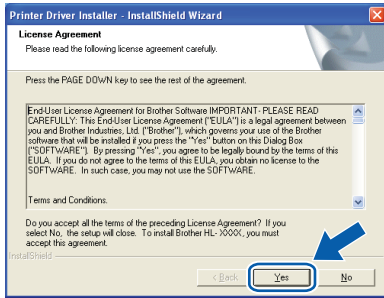 Printer Driver Installer - InstallShield Wizard
License Agreement
Please read the following license agreement carefully.
Press the PAGE DOWN key to see the rest of the agreement.
End-User License Agreement for Brother Software IMPORTANT- PLEASE READ
CAREFULLY: This End-User License Agreement ("EULA") is a legal agreement between
you and Brother Industries, Ltd. ("Brother"), which governs your use of the Brother
software that will be installed if you press the "Yes" button on this Dialog Box
("SOFTWARE"). By pressing "Yes", you agree to be legally bound by the terms of this
EULA. If you do not agree to the terms of this EULA, you obtain no license to the
SOFTWARE. In such case, you may not use the SOFTWARE.
Terms and Conditions.
Do you accept all the terms of the preceding License Agreement? If you
select No, the setup will close. To install Brother HL- XXXX, you must
accept this agreement.
InstallShield
< Back Yes No